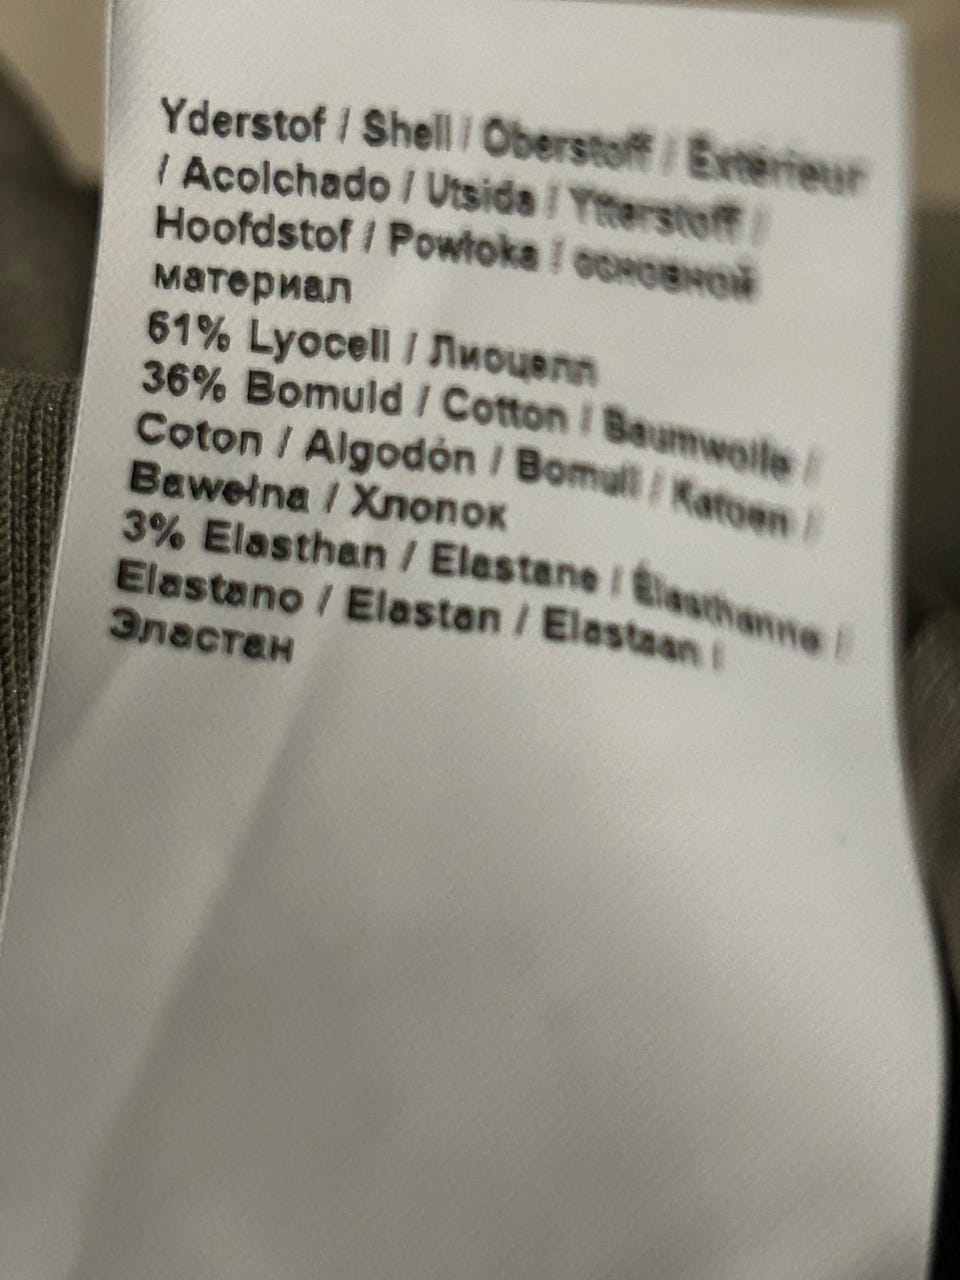 Yderstof / Shell / Oberstoff / Extérieur
/ Acolchado / Utsida / Ytterstoff /
Hoofdstof / Powłoka / основной
материал
61% Lyocell / Лиоцелл
36% Bomuld / Cotton / Baumwolle /
Coton / Algodón / Bomull / Katoen /
Bawełna / Хлопок
3% Elasthan / Elastane / Élasthanne /
Elastano / Elastan / Elastaan /
Эластан